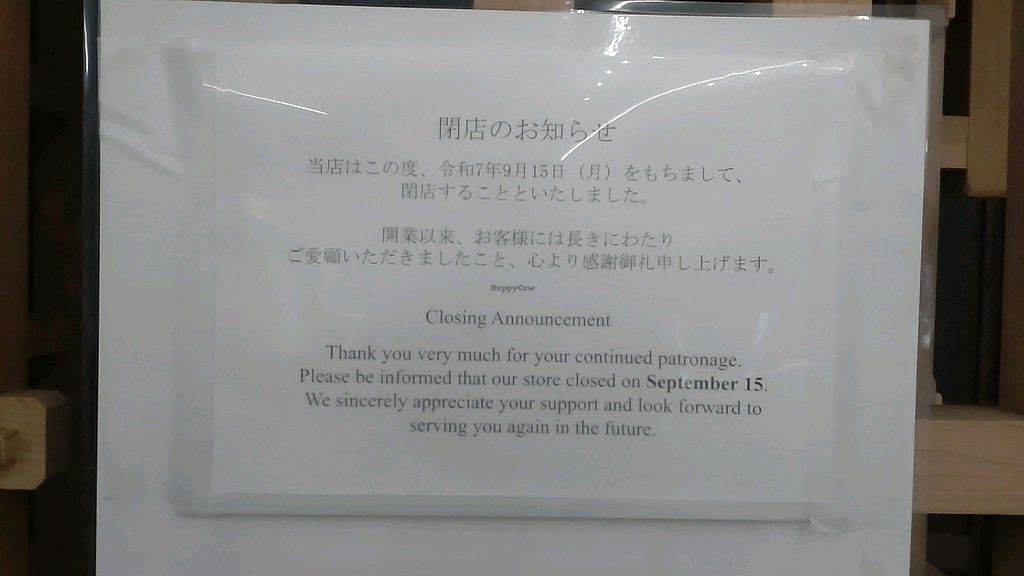 閉店のお知らせ
当店はこの度、令和7年9月15日（月）をもちまして、
閉店することといたしました。
開業以来、お客様には長きにわたり
ご愛顧いただきましたこと、心より感謝御礼申し上げます。
HappyCow
Closing Announcement
Thank you very much for your continued patronage.
Please be informed that our store closed on September 15.
We sincerely appreciate your support and look forward to
serving you again in the future.